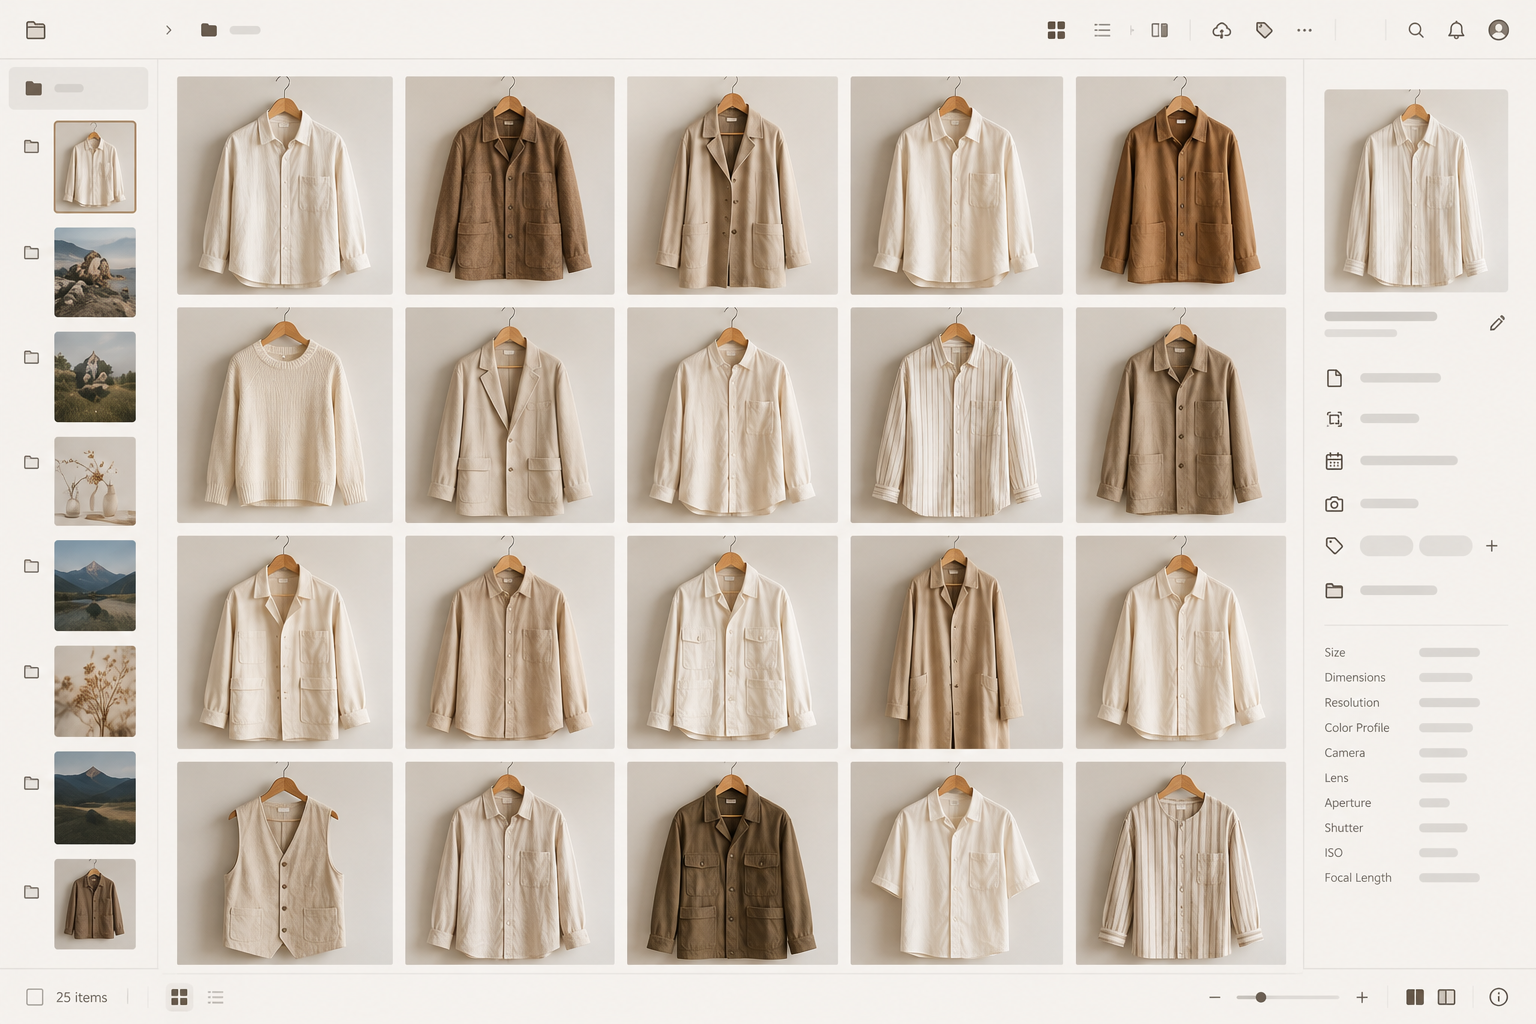 Size
Dimensions
Resolution
Color Profile
Camera
Lens
Aperture
Shutter
ISO
Focal Length
25 items